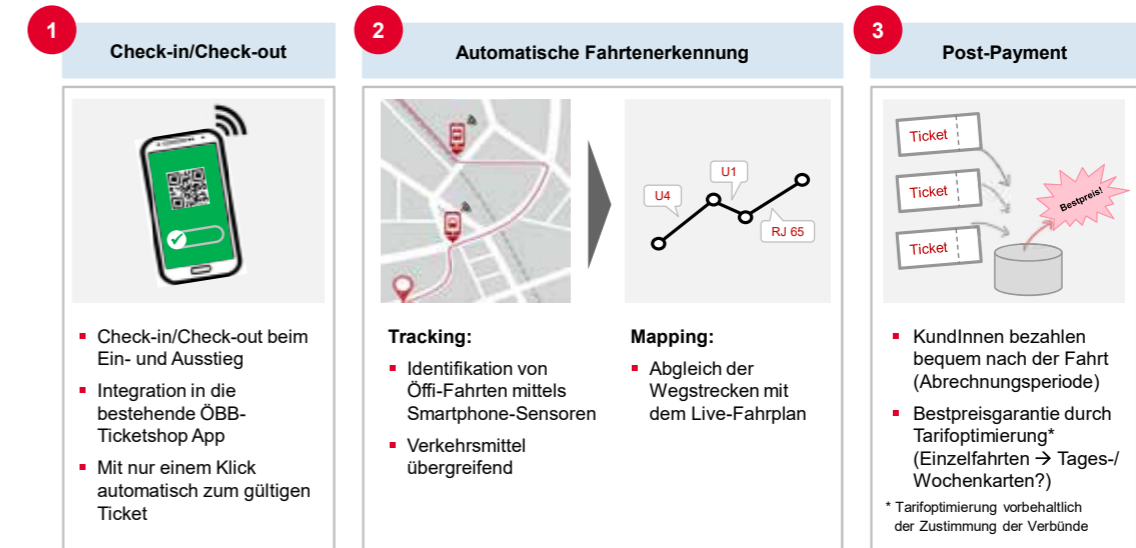 1
Check-in/Check-out
2
Automatische Fahrtenerkennung
3
Post-Payment
U4
U1
RJ 65
Ticket
Ticket
Ticket
Bestpreis!
Check-in/Check-out beim
Ein- und Ausstieg
Integration in die
bestehende ÖBB-
Ticketshop App
Mit nur einem Klick
automatisch zum gültigen
Ticket
Tracking:
Identifikation von
Öffi-Fahrten mittels
Smartphone-Sensoren
Verkehrsmittel
übergreifend
Mapping:
Abgleich der
Wegstrecken mit
dem Live-Fahrplan
KundInnen bezahlen
bequem nach der Fahrt
(Abrechnungsperiode)
Bestpreisgarantie durch
Tarifoptimierung*
(Einzelfahrten → Tages-/
Wochenkarten?)
* Tarifoptimierung vorbehaltlich
der Zustimmung der Verbünde